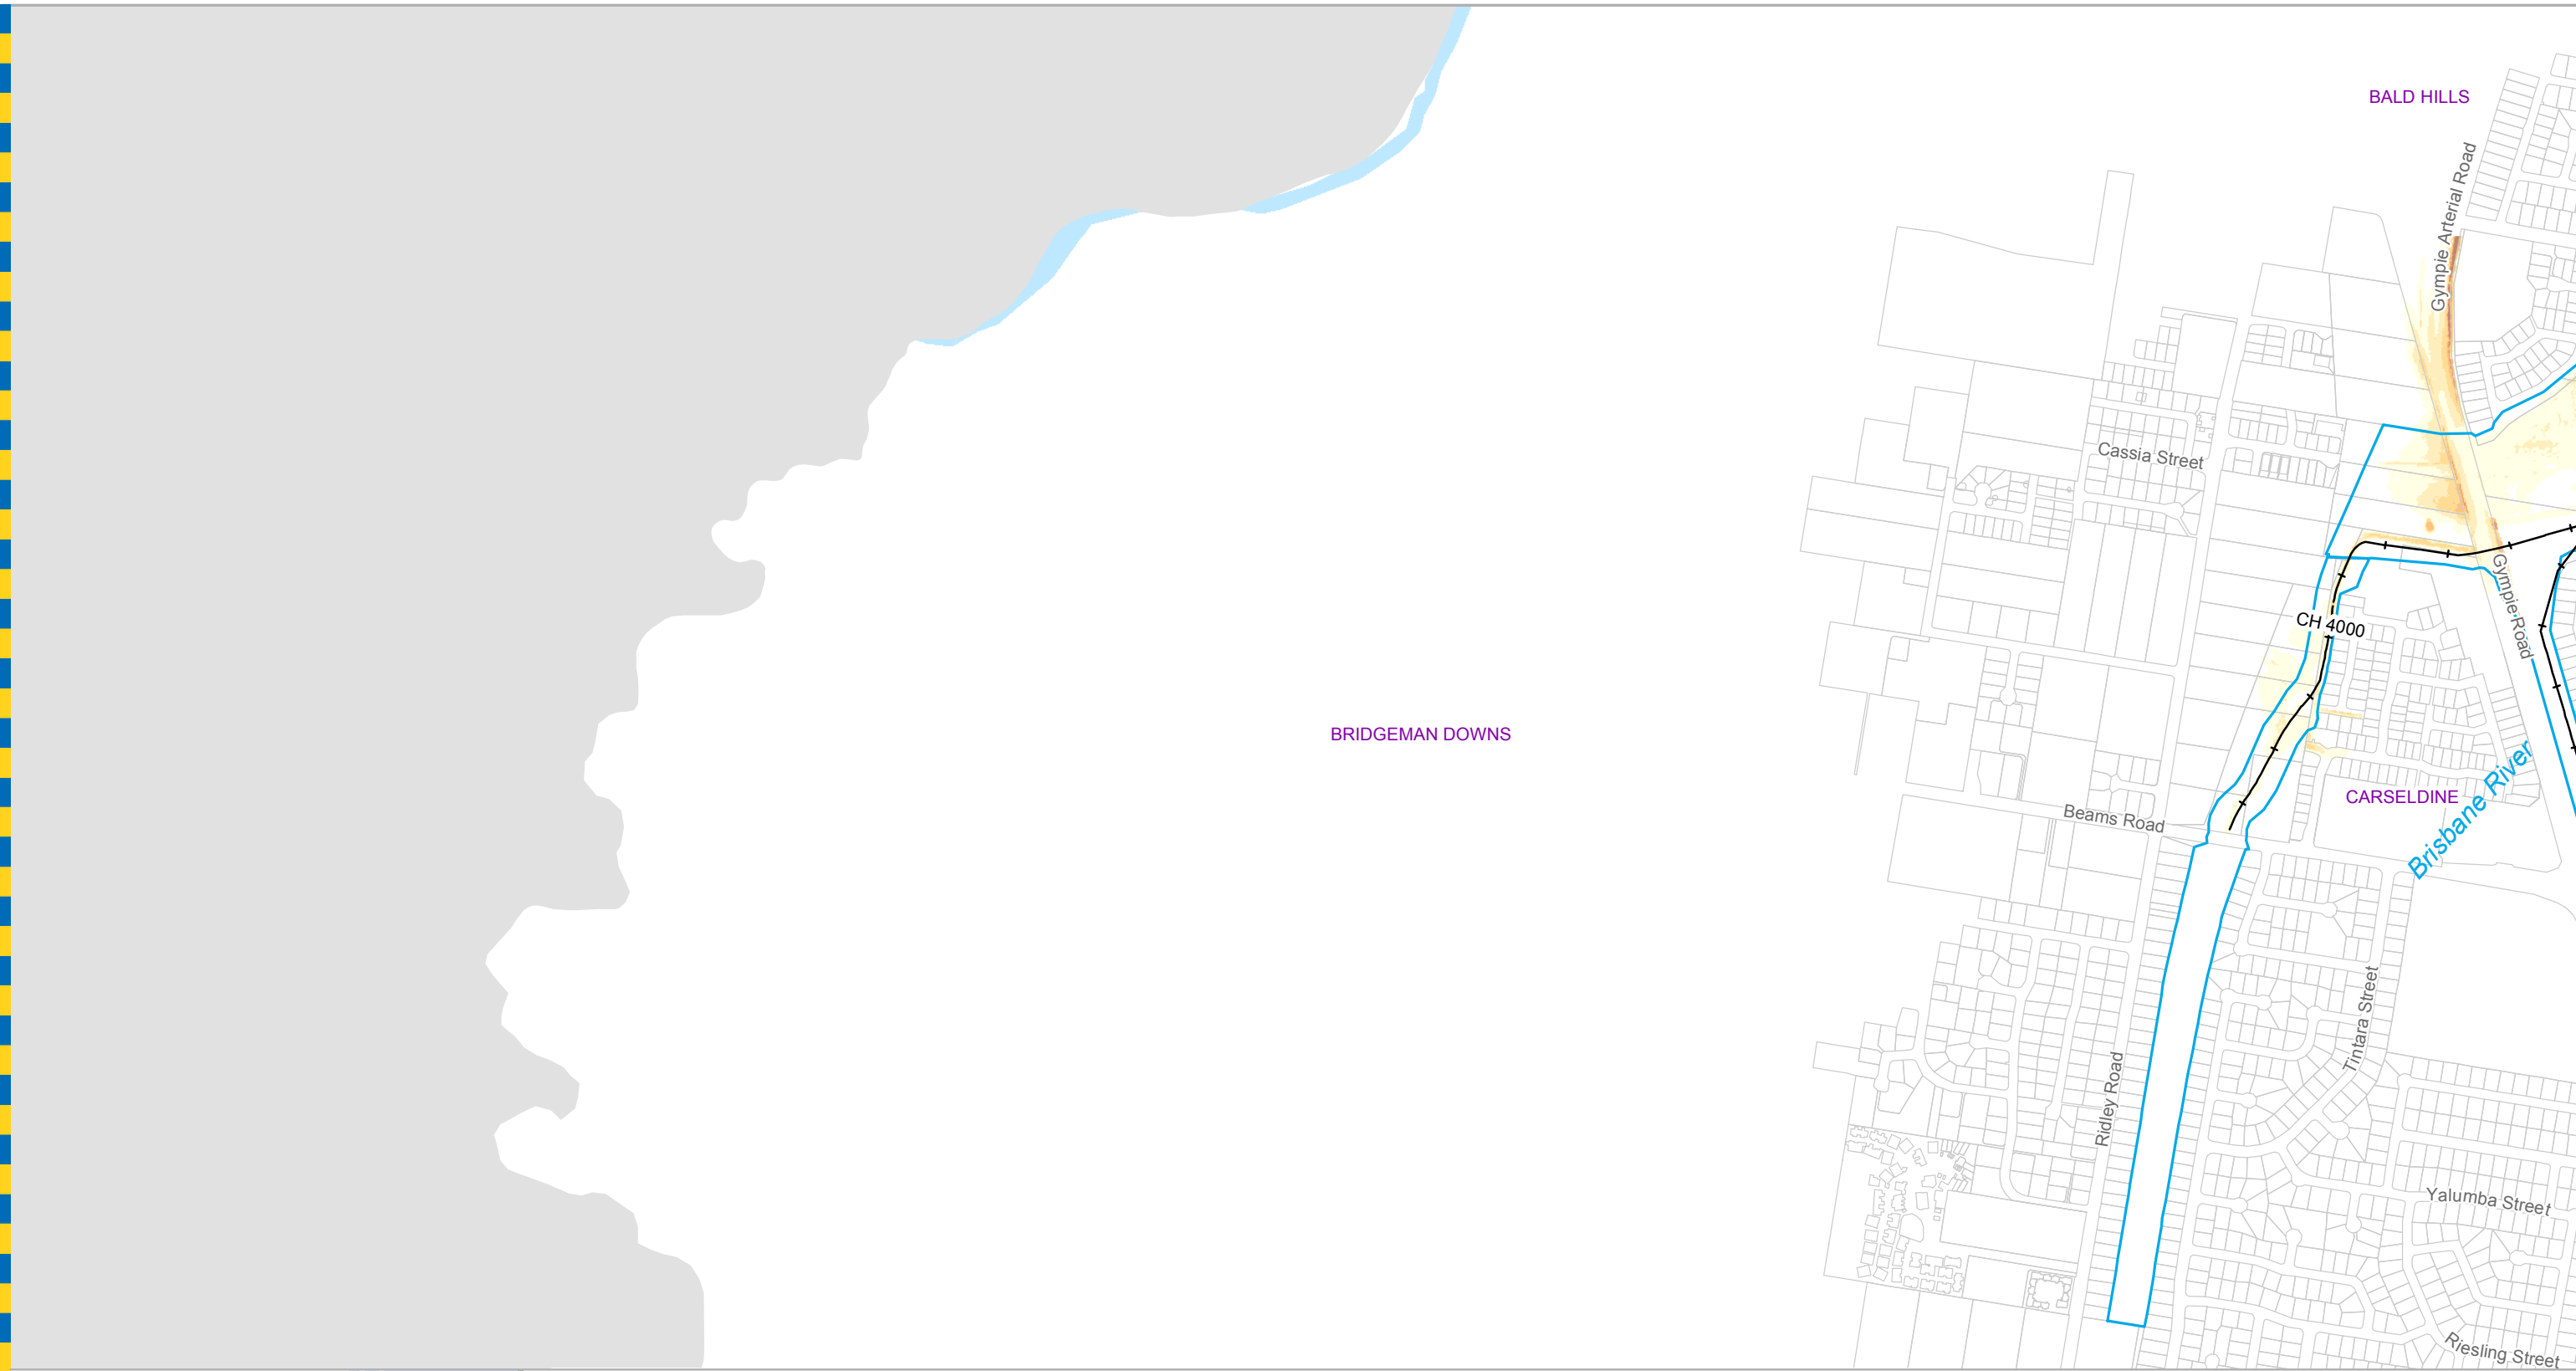 BALD HILLS
Gympie Arterial Road
Cassia Street
Gympie Road
CH 4000
BRIDGEMAN DOWNS
CARSELDINE
Brisbane River
Beams Road
Tintara Street
Ridley Road
Yalumba Street
Riesling Street